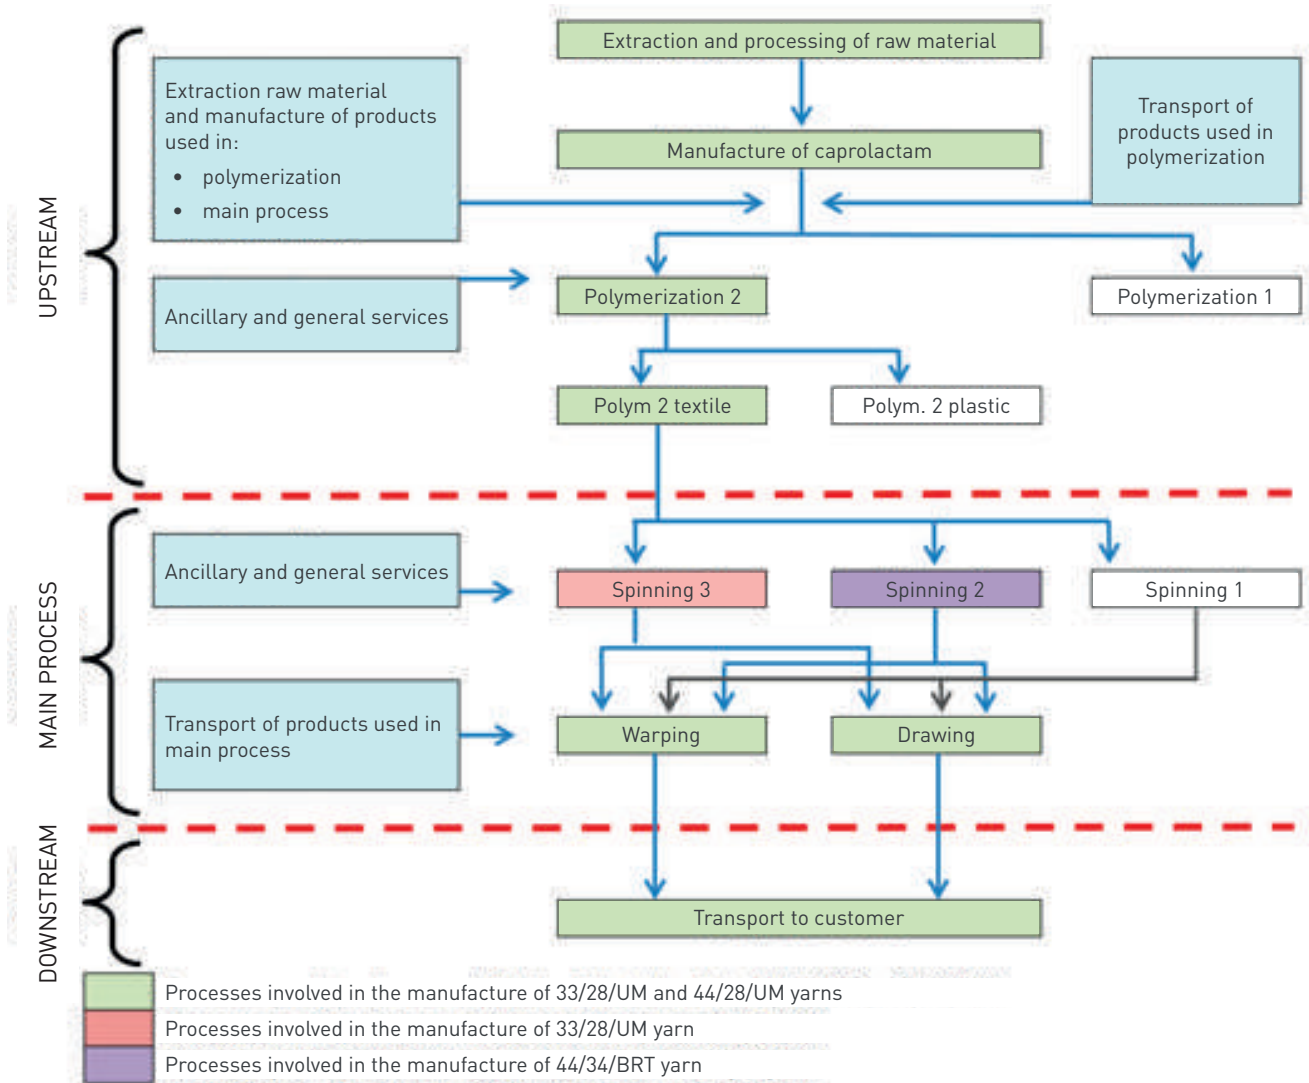 Extraction and processing of raw material
Extraction raw material
and manufacture of products
used in:
• polymerization
• main process
Transport of
products used in
polymerization
Manufacture of caprolactam
UPSTREAM
Ancillary and general services
Polymerization 2
Polymerization 1
Polym 2 textile
Polym. 2 plastic
MAIN PROCESS
Ancillary and general services
Spinning 3
Spinning 2
Spinning 1
Transport of products used in
main process
Warping
Drawing
DOWNSTREAM
Transport to customer
Processes involved in the manufacture of 33/28/UM and 44/28/UM yarns
Processes involved in the manufacture of 33/28/UM yarn
Processes involved in the manufacture of 44/34/BRT yarn